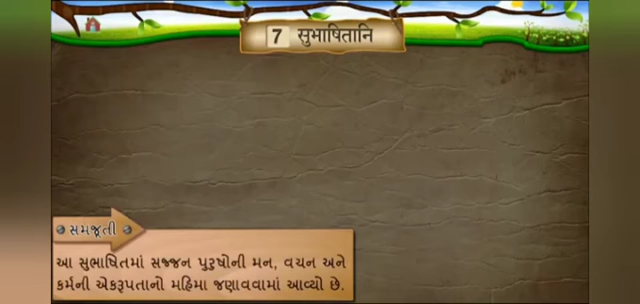 7 सुभाषितानि
સમજૂતી
આ સુભાષિતમાં સજ્જન પુરુષોની મન, વચન અને
કર્મની એકરૂપતાનો મહિમા જણાવવામાં આવ્યો છે.